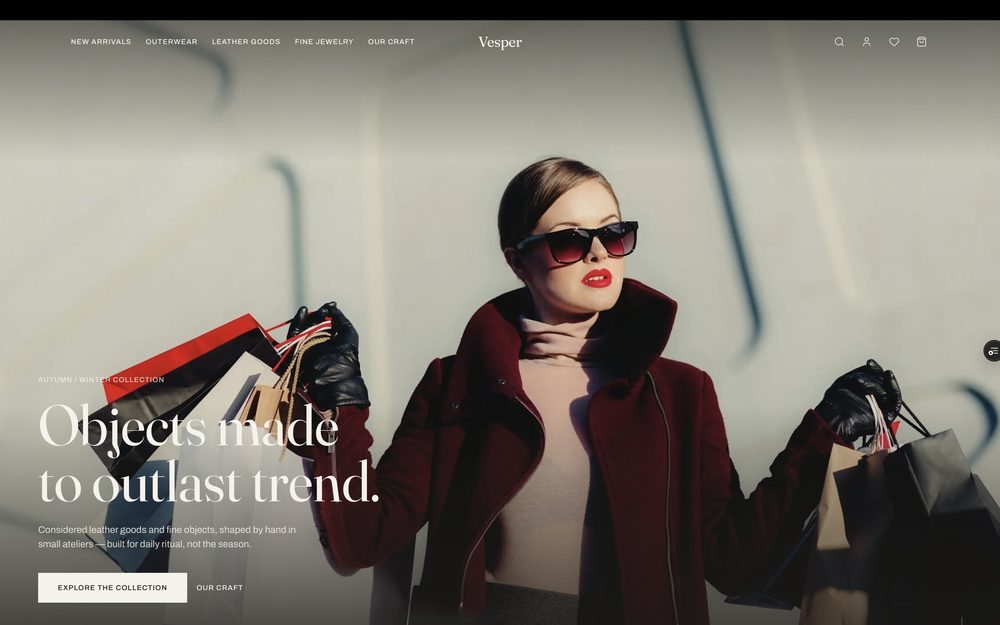 NEW ARRIVALS OUTERWEAR LEATHER GOODS FINE JEWELRY OUR CRAFT Vesper
AUTUMN / WINTER COLLECTION
Objects made
to outlast trend.
Considered leather goods and fine objects, shaped by hand in
small ateliers — built for daily ritual, not the season.
EXPLORE THE COLLECTION OUR CRAFT